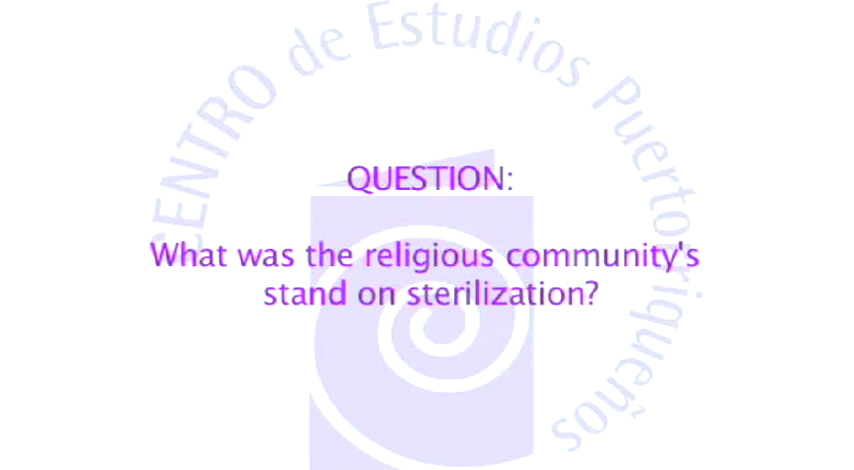 CENTRO de Estudios Puertorriqueños
QUESTION:
What was the religious community's
stand on sterilization?